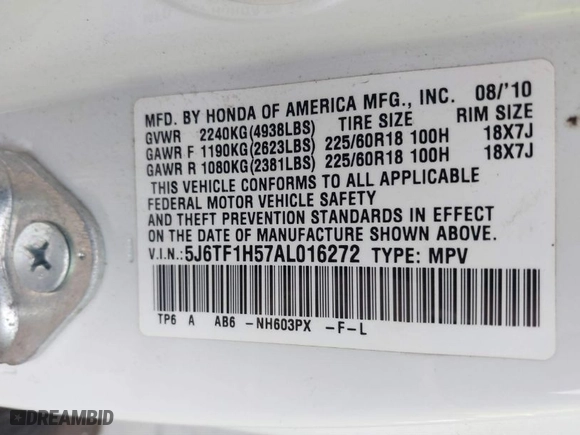 MFD. BY HONDA OF AMERICA MFG., INC. 08/'10
GVWR 2240KG(4938LBS) TIRE SIZE RIM SIZE
GAWR F 1190KG(2623LBS) 225/60R18 100H 18X7J
GAWR R 1080KG(2381LBS) 225/60R18 100H 18X7J
THIS VEHICLE CONFORMS TO ALL APPLICABLE
FEDERAL MOTOR VEHICLE SAFETY
AND THEFT PREVENTION STANDARDS IN EFFECT
ON THE DATE OF MANUFACTURE SHOWN ABOVE.
V.I.N.:5J6TF1H57AL016272 TYPE: MPV
TP6 A AB6 -NH603PX -F-L
DREAMBID